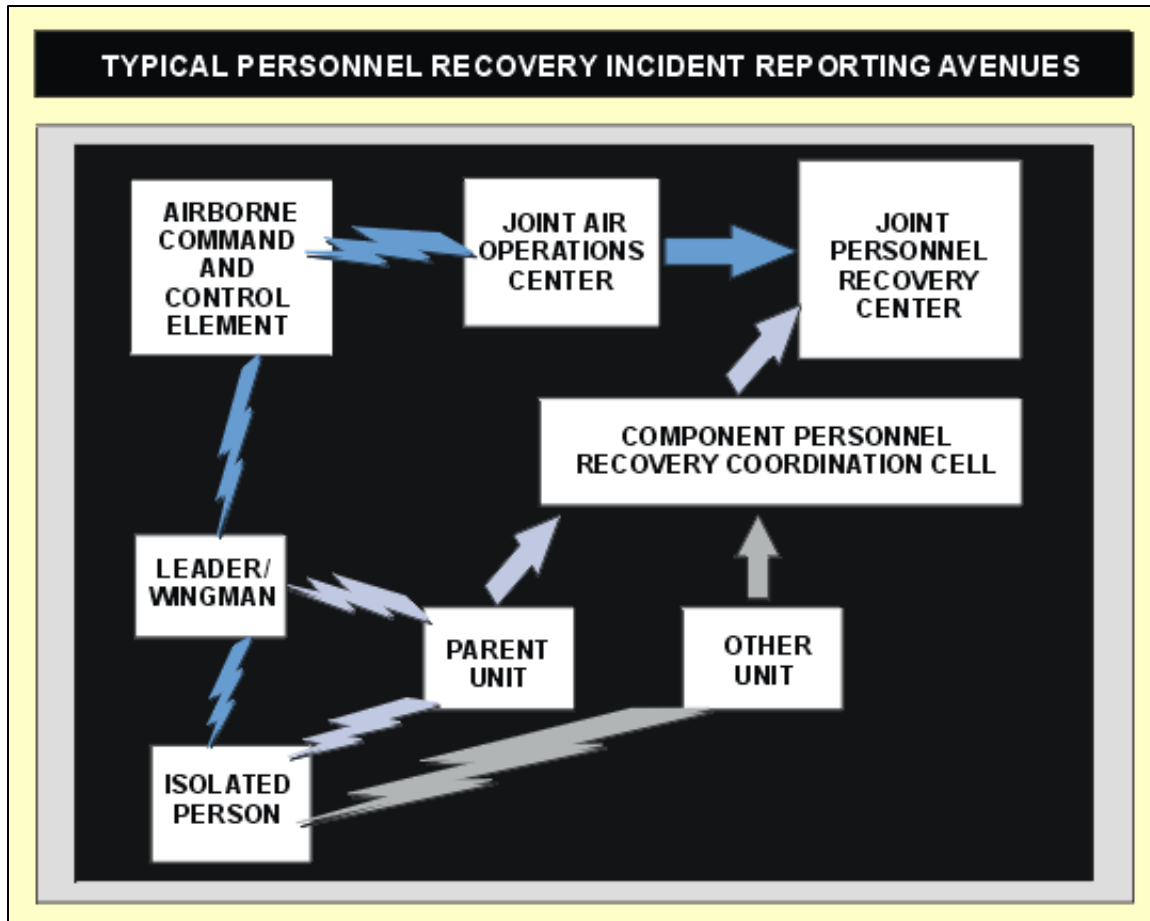 TYPICAL PERSONNEL RECOVERY INCIDENT REPORTING AVENUES
AIRBORNE
COMMAND
AND
CONTROL
ELEMENT
JOINT AIR
OPERATIONS
CENTER
JOINT
PERSONNEL
RECOVERY
CENTER
COMPONENT PERSONNEL
RECOVERY COORDINATION CELL
LEADER/
WINGMAN
PARENT
UNIT
OTHER
UNIT
ISOLATED
PERSON